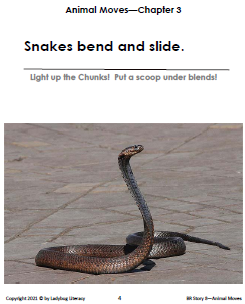 Animal Moves—Chapter 3
Snakes bend and slide.
Light up the Chunks!  Put a scoop under blends!
Copyright 2021 © by Ladybug Literacy 4 BR Story 8—Animal Moves